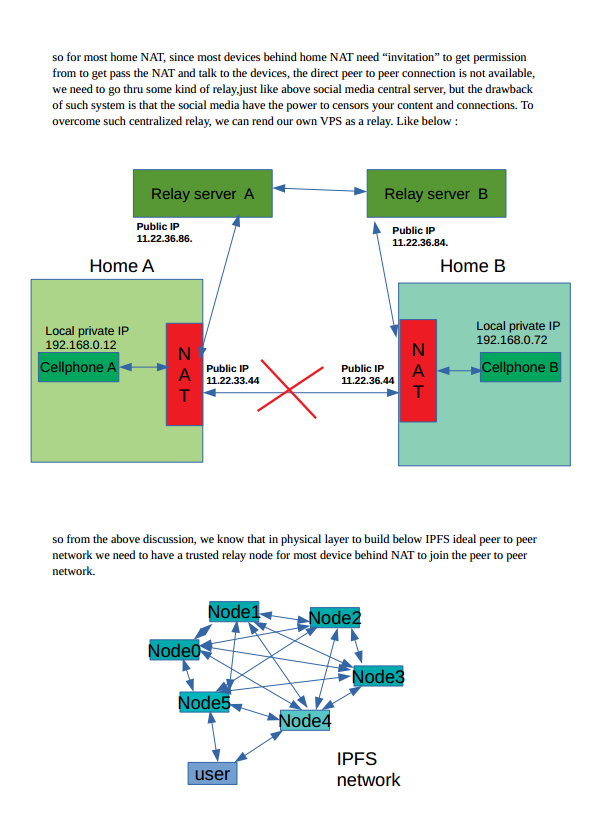 so for most home NAT, since most devices behind home NAT need “invitation” to get permission
from to get pass the NAT and talk to the devices, the direct peer to peer connection is not available,
we need to go thru some kind of relay,just like above social media central server, but the drawback
of such system is that the social media have the power to censors your content and connections. To
overcome such centralized relay, we can rend our own VPS as a relay. Like below :
Relay server A
Relay server B
Public IP
11.22.36.86.
Public IP
11.22.36.84.
Home A
Home B
Local private IP
192.168.0.12
Cellphone A
N
A
T
Public IP
11.22.33.44
Public IP
11.22.36.44
N
A
T
Local private IP
192.168.0.72
Cellphone B
so from the above discussion, we know that in physical layer to build below IPFS ideal peer to peer
network we need to have a trusted relay node for most device behind NAT to join the peer to peer
network.
Node1
Node2
Node0
Node3
Node5
Node4
user
IPFS
network